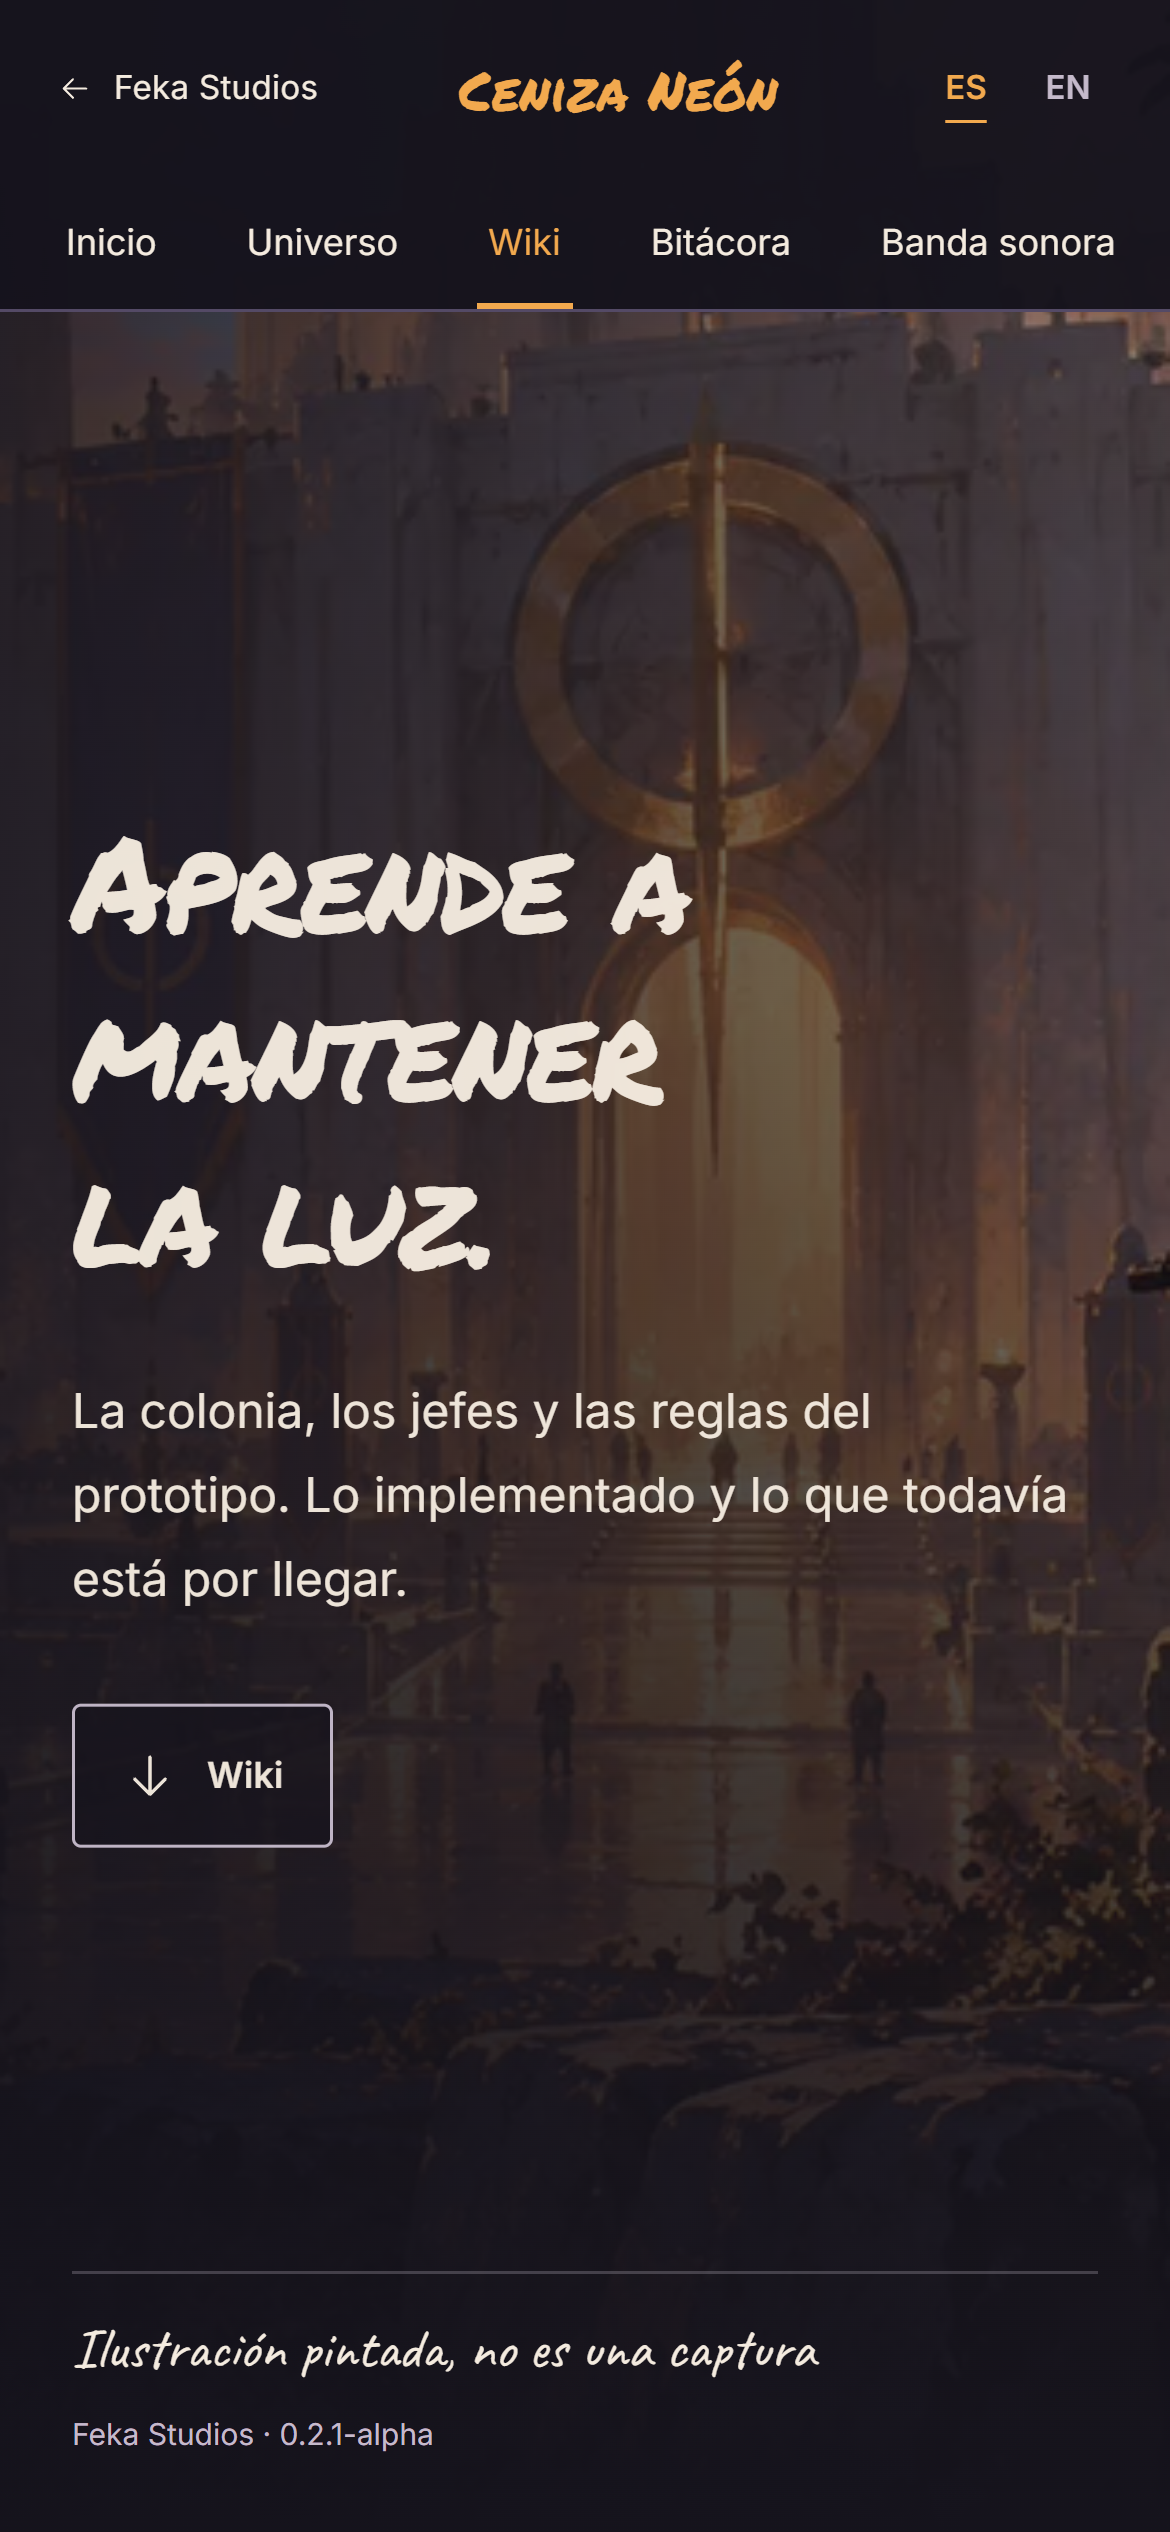 ← Feka Studios
Ceniza Neón
ES EN
Inicio Universo Wiki Bitácora Banda sonora
Aprende a
mantener
la luz.
La colonia, los jefes y las reglas del
prototipo. Lo implementado y lo que todavía
está por llegar.
↓ Wiki
Ilustración pintada, no es una captura
Feka Studios · 0.2.1-alpha